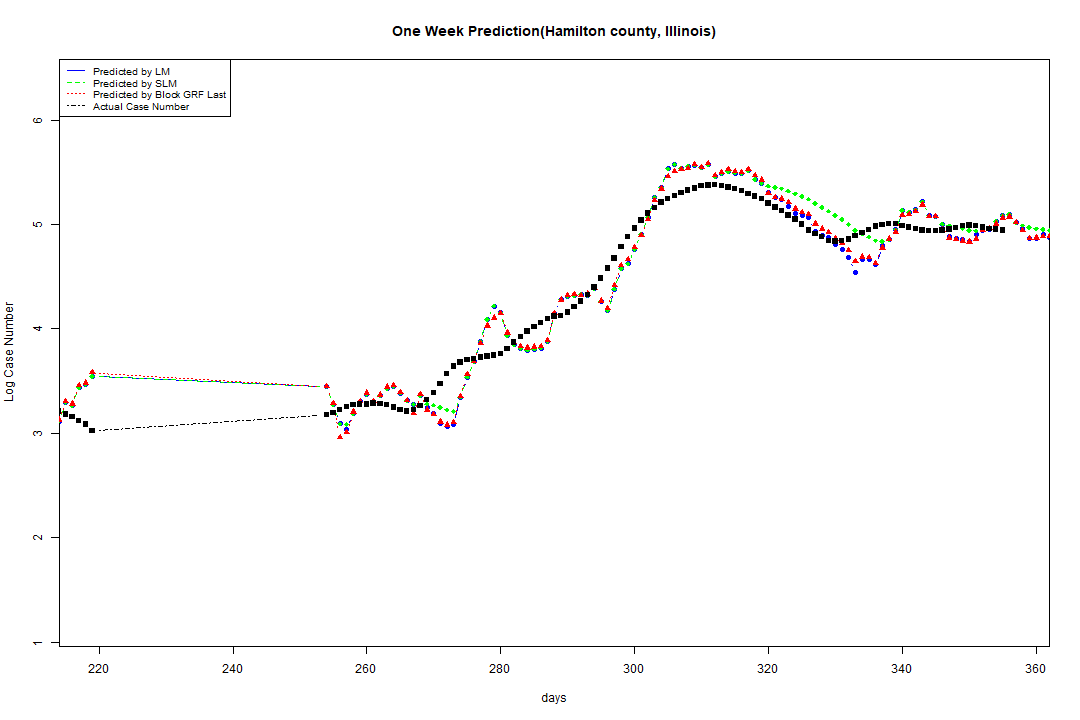 One Week Prediction(Hamilton county, Illinois)
Predicted by LM
Predicted by SLM
Predicted by Block GRF Last
Actual Case Number
6
5
4
3
2
1
Log Case Number
220 240 260 280 300 320 340 360
days